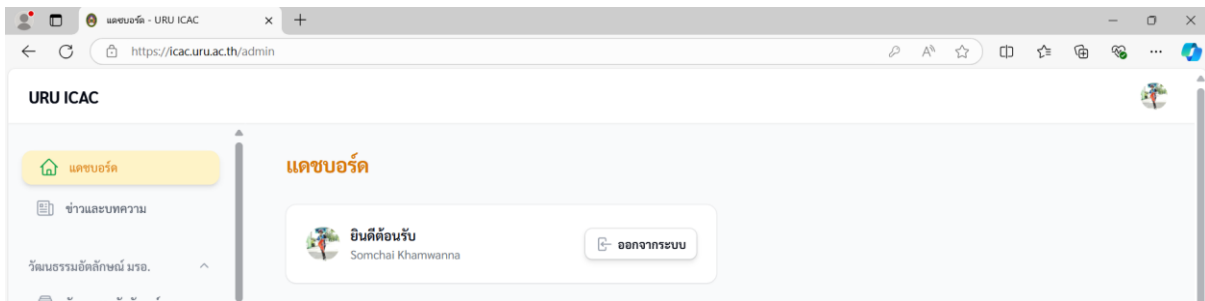 แดชบอร์ด - URU ICAC
https://icac.uru.ac.th/admin
URU ICAC
แดชบอร์ด
ข่าวและบทความ
วัฒนธรรมอัตลักษณ์ มรอ.
แดชบอร์ด
ยินดีต้อนรับ
Somchai Khamwanna
ออกจากระบบ